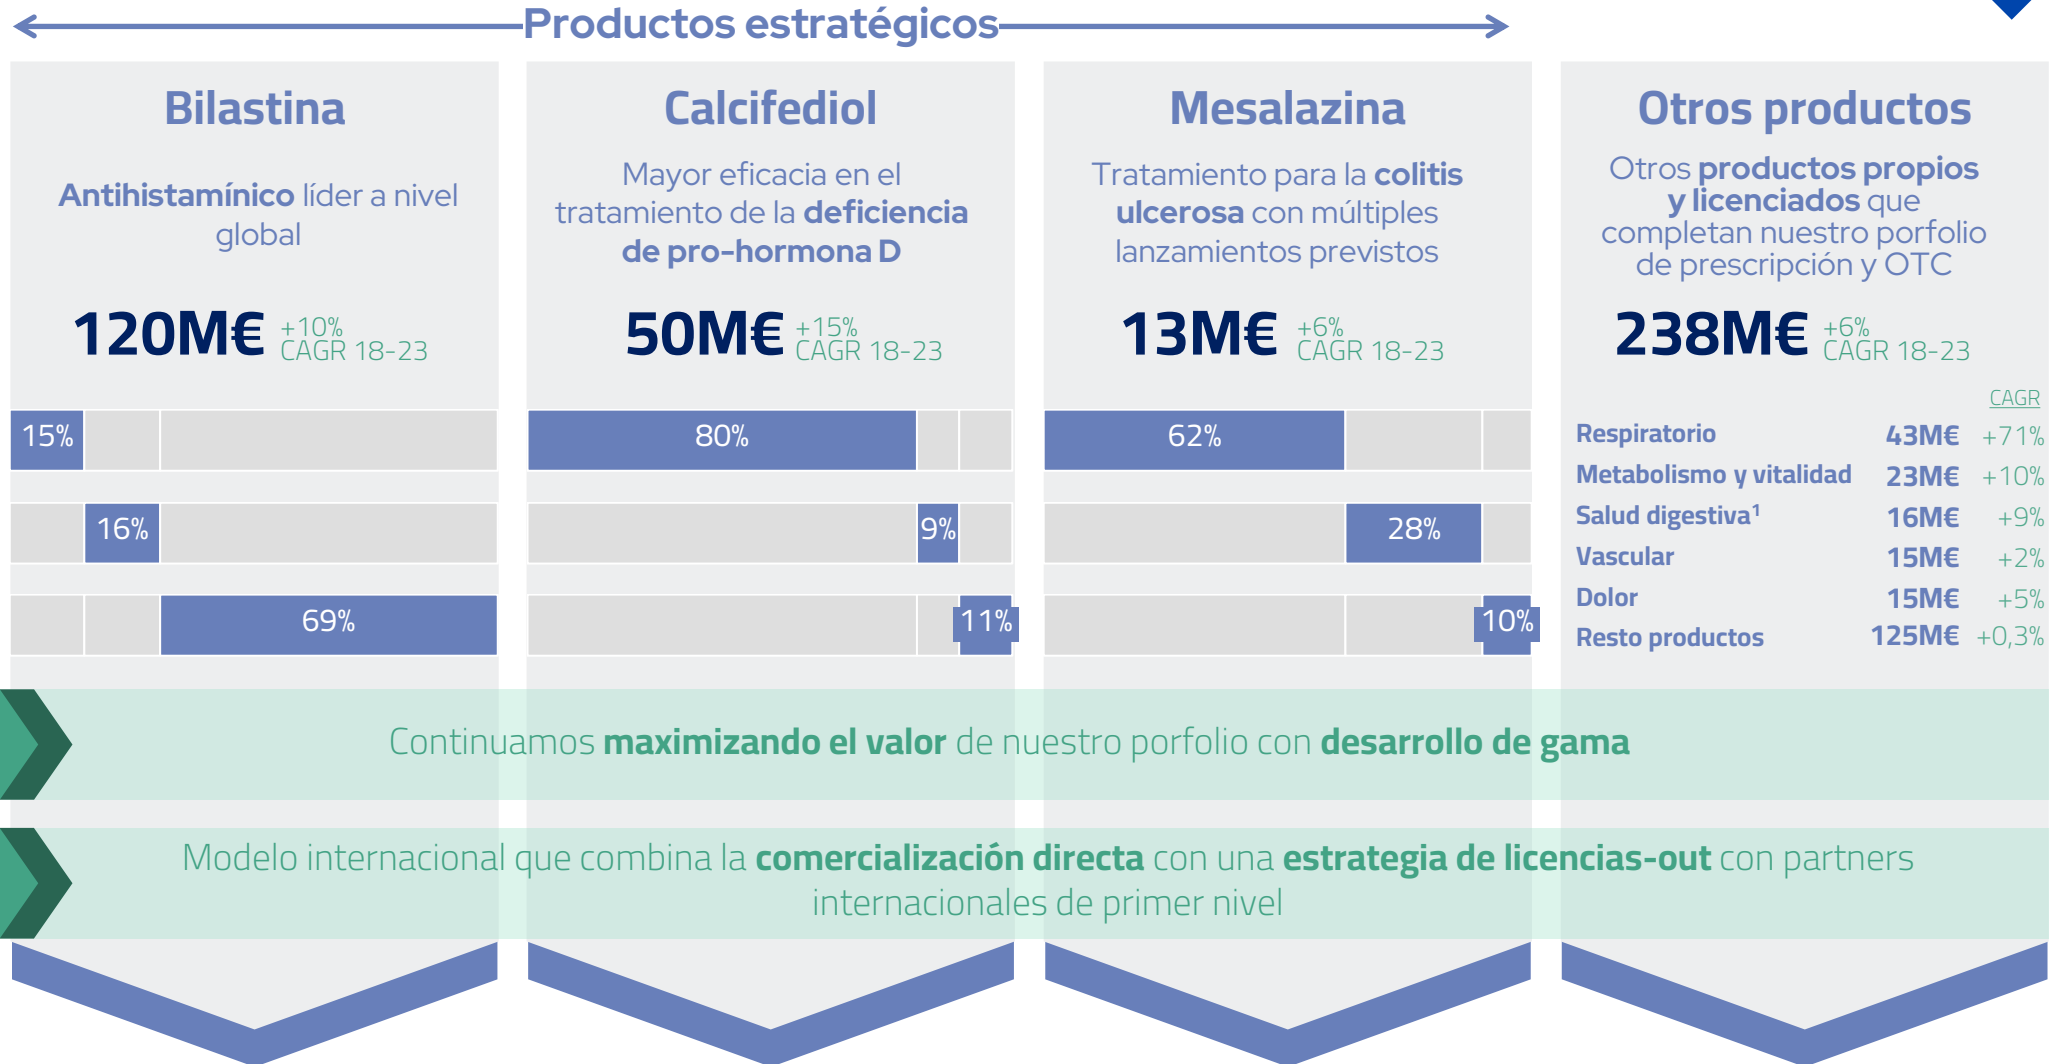 Productos estratégicos
Bilastina
Antihistamínico líder a nivel
global
120M€ +10%
CAGR 18-23
15%
16%
69%
Calcifediol
Mayor eficacia en el
tratamiento de la deficiencia
de pro-hormona D
50M€ +15%
CAGR 18-23
80%
9%
11%
Mesalazina
Tratamiento para la colitis
ulcerosa con múltiples
lanzamientos previstos
13M€ +6%
CAGR 18-23
62%
28%
10%
Otros productos
Otros productos propios
y licenciados que
completan nuestro porfolio
de prescripción y OTC
238M€ +6%
CAGR 18-23
CAGR
Respiratorio 43M€ +71%
Metabolismo y vitalidad 23M€ +10%
Salud digestiva¹ 16M€ +9%
Vascular 15M€ +2%
Dolor 15M€ +5%
Resto productos 125M€ +0,3%
Continuamos maximizando el valor de nuestro porfolio con desarrollo de gama
Modelo internacional que combina la comercialización directa con una estrategia de licencias-out con partners
internacionales de primer nivel